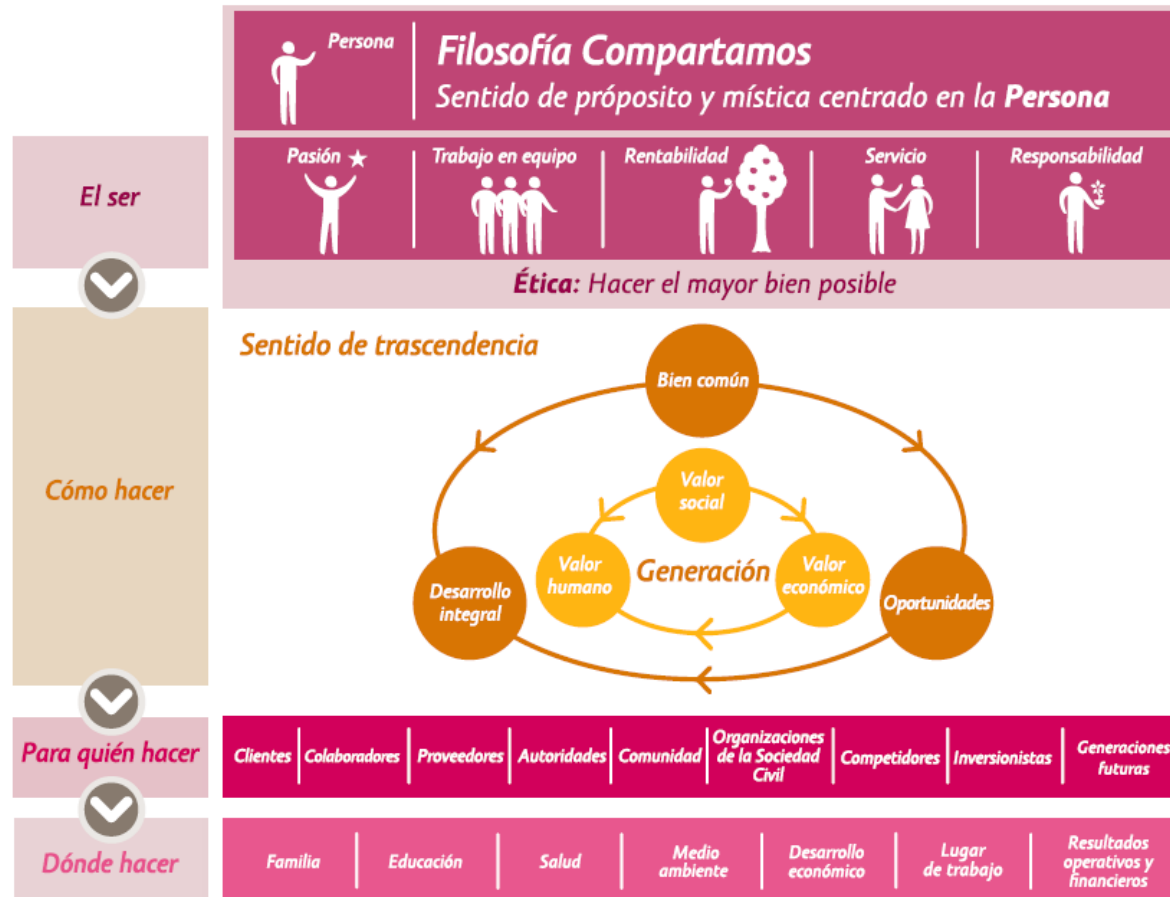 Persona
Filosofía Compartamos
Sentido de próposito y mística centrado en la Persona
El ser
Pasión
Trabajo en equipo
Rentabilidad
Servicio
Responsabilidad
Ética: Hacer el mayor bien posible
Cómo hacer
Sentido de trascendencia
Bien común
Valor
social
Valor
humano
Generación
Valor
económico
Desarrollo
integral
Oportunidades
Para quién hacer
Clientes
Colaboradores
Proveedores
Autoridades
Comunidad
Organizaciones
de la Sociedad
Civil
Competidores
Inversionistas
Generaciones
futuras
Dónde hacer
Familia
Educación
Salud
Medio
ambiente
Desarrollo
económico
Lugar
de trabajo
Resultados
operativos y
financieros